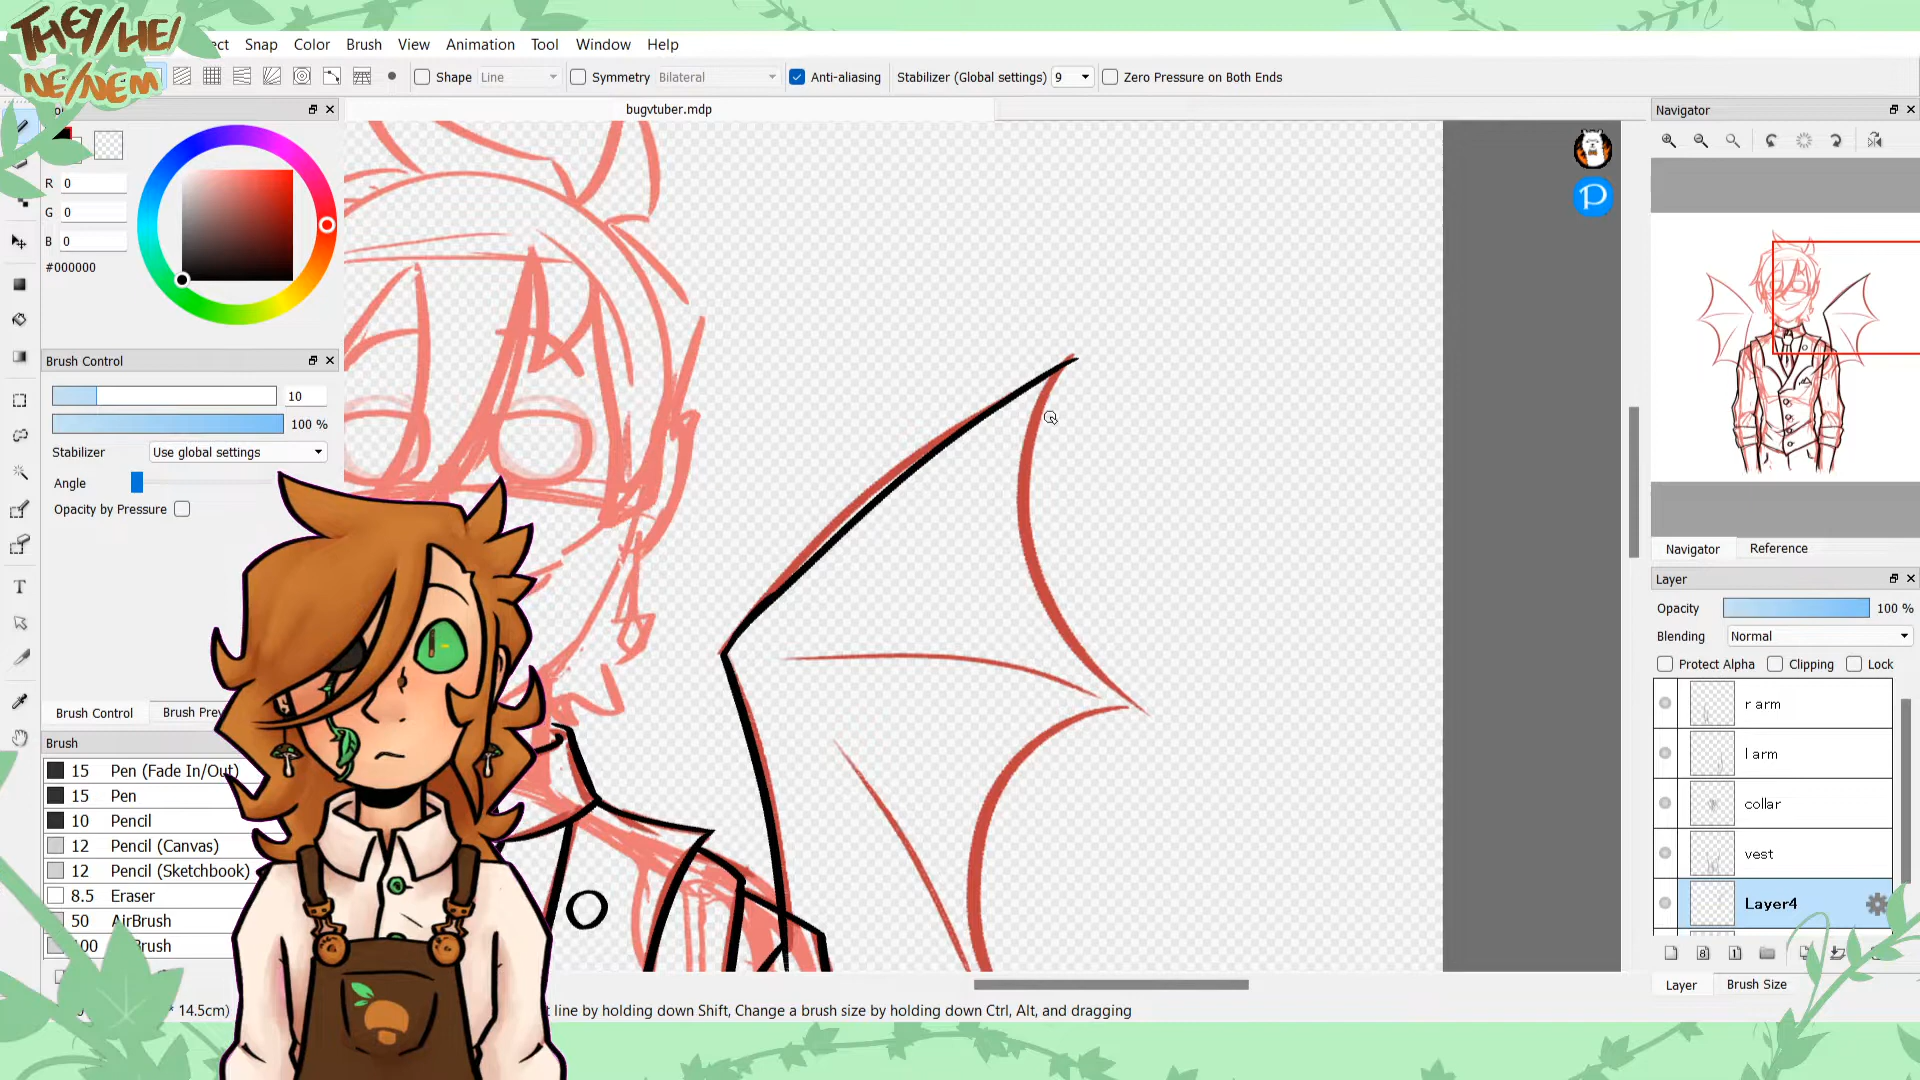 THEY/HE/
NE/NEM
ect Snap Color Brush View Animation Tool Window Help
Shape Line Symmetry Bilateral Anti-aliasing Stabilizer (Global settings) 9 Zero Pressure on Both Ends
bugvtuber.mdp
R 0
G 0
B 0
#000000
Brush Control
10
100 %
Stabilizer Use global settings
Angle
Opacity by Pressure
Brush Control Brush Prev
Brush
15 Pen (Fade In/Out)
15 Pen
10 Pencil
12 Pencil (Canvas)
12 Pencil (Sketchbook)
8.5 Eraser
50 AirBrush
100 Brush
* 14.5cm)
t line by holding down Shift, Change a brush size by holding down Ctrl, Alt, and dragging
P
Navigator
Navigator Reference
Layer
Opacity 100 %
Blending Normal
Protect Alpha Clipping Lock
r arm
l arm
collar
vest
Layer4
8 1
Layer Brush Size